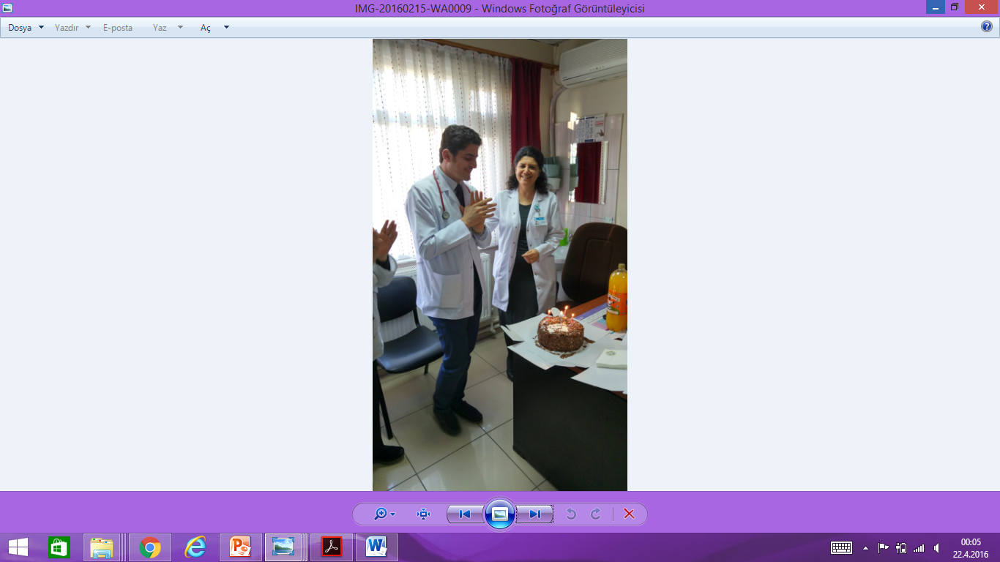 IMG-20160215-WA0009 - Windows Fotoğraf Görüntüleyicisi
Dosya Yazdır E-posta Yaz Aç
00:05
22.4.2016